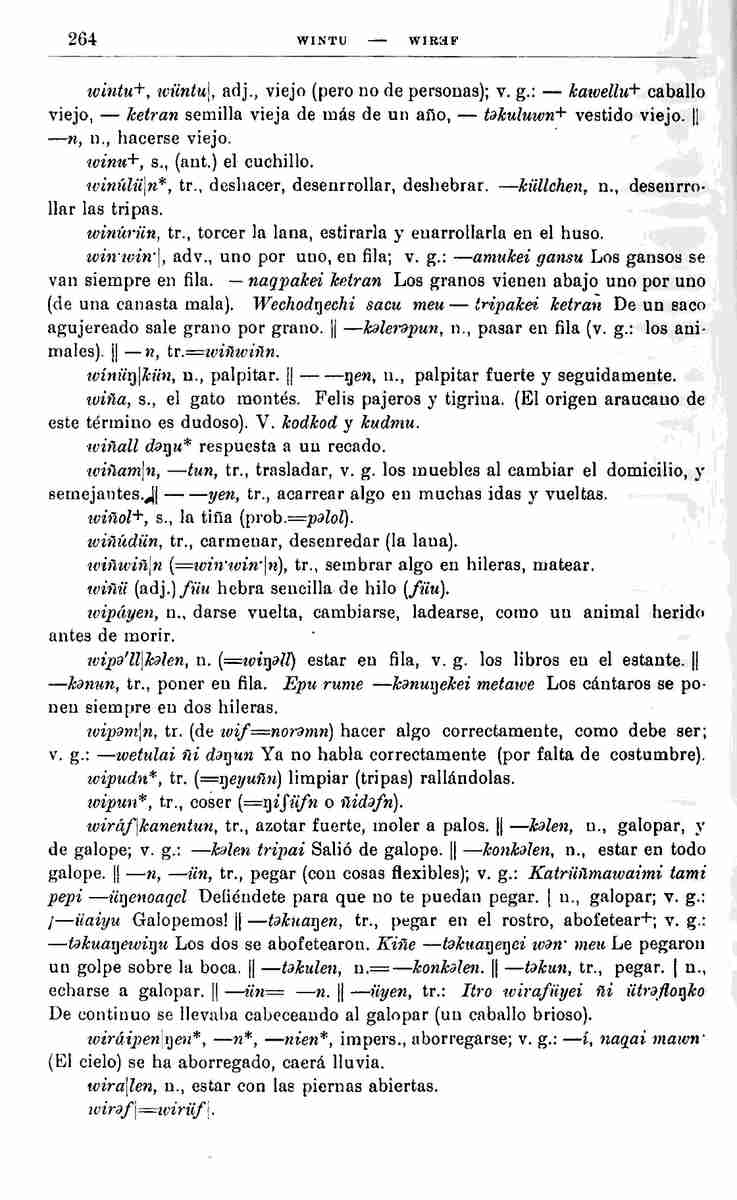 264 WINTU — WIRƏF
wintu+, wüntu|, adj., viejo (pero no de personas); v. g.: — kawellu+ caballo
viejo, — ketran semilla vieja de más de un año, — təkuluwn+ vestido viejo. ||
—n, n., hacerse viejo.
winu+, s., (ant.) el cuchillo.
winúlü|n*, tr., deshacer, desenrrollar, deshebrar. —küllchen, n., desenrro-
llar las tripas.
winúrün, tr., torcer la lana, estirarla y enarrollarla en el huso.
win·win·|, adv., uno por uno, en fila; v. g.: —amukei gansu Los gansos se
van siempre en fila. — nagpakei ketran Los granos vienen abajo uno por uno
(de una canasta mala). Wechodŋechi sacu meu — tripakei ketran De un saco
agujereado sale grano por grano. || —kəlerəpun, n., pasar en fila (v. g.: los ani-
males). || — n, tr.=wiñwiñn.
winüŋ|kün, n., palpitar. || — —ŋen, n., palpitar fuerte y seguidamente.
wiña, s., el gato montés. Felis pajeros y tigrina. (El origen araucano de
este término es dudoso). V. kodkod y kudmu.
wiñall dəŋu* respuesta a un recado.
wiñam|n, —tun, tr., trasladar, v. g. los muebles al cambiar el domicilio, y
semejantes. || — —yen, tr., acarrear algo en muchas idas y vueltas.
wiñol+, s., la tiña (prob.=pəlol).
wiñúdün, tr., carmenar, desenredar (la lana).
wiñwiñ|n (=win·win·|n), tr., sembrar algo en hileras, matear.
wiñü (adj.) füu hebra sencilla de hilo (füu).
wipáyen, n., darse vuelta, cambiarse, ladearse, como un animal herido
antes de morir.
wipə'll|kəlen, n. (=wiŋəll) estar en fila, v. g. los libros en el estante. ||
—kənun, tr., poner en fila. Epu rume —kənuŋekei metawe Los cántaros se po-
nen siempre en dos hileras.
wipəm|n, tr. (de wif=norəmn) hacer algo correctamente, como debe ser;
v. g.: —wetulai ñi dəŋun Ya no habla correctamente (por falta de costumbre).
wipudn*, tr. (=ŋeyuñn) limpiar (tripas) rallándolas.
wipun*, tr., coser (=ŋifüfn o ñidəfn).
wiráf|kanentun, tr., azotar fuerte, moler a palos. || —kəlen, n., galopar, y
de galope; v. g.: —kəlen tripai Salió de galope. || —konkəlen, n., estar en todo
galope. || —n, —ün, tr., pegar (con cosas flexibles); v. g.: Katrüñmawaimi tami
pepi —üŋenoaqel Defiéndete para que no te puedan pegar. | n., galopar; v. g.:
¡—üaiyu Galopemos! || —təkuaŋen, tr., pegar en el rostro, abofetear+; v. g.:
—təkuaŋewiŋu Los dos se abofetearon. Kiñe —təkuaŋeŋei wən· meu Le pegaron
un golpe sobre la boca. || —təkulen, n.=—konkəlen. || —təkun, tr., pegar. | n.,
echarse a galopar. || —ün= —n. || —üyen, tr.: Itro wirafüyei ñi ütrəfloŋko
De continuo se llevaba cabeceando al galopar (un caballo brioso).
wiráipen|ŋen*, —n*, —nien*, impers., aborregarse; v. g.: —i, naqai mawn·
(El cielo) se ha aborregado, caerá lluvia.
wira|len, n., estar con las piernas abiertas.
wirəf|=wirüf|.